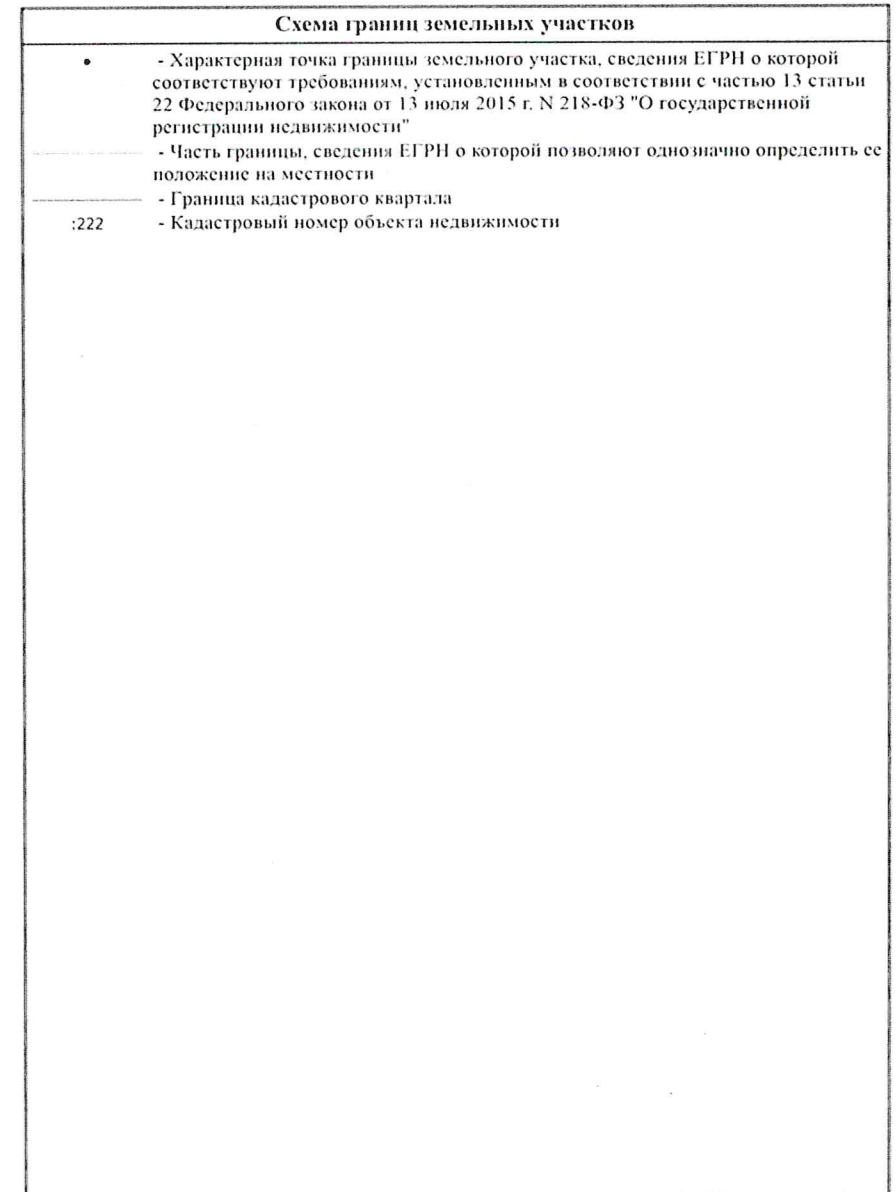 Схема границ земельных участков
- Характерная точка границы земельного участка, сведения ЕГРН о которой
соответствуют требованиям, установленным в соответствии с частью 13 статьи
22 Федерального закона от 13 июля 2015 г. N 218-ФЗ "О государственной
регистрации недвижимости"
- Часть границы, сведения ЕГРН о которой позволяют однозначно определить ее
положение на местности
- Граница кадастрового квартала
:222 - Кадастровый номер объекта недвижимости